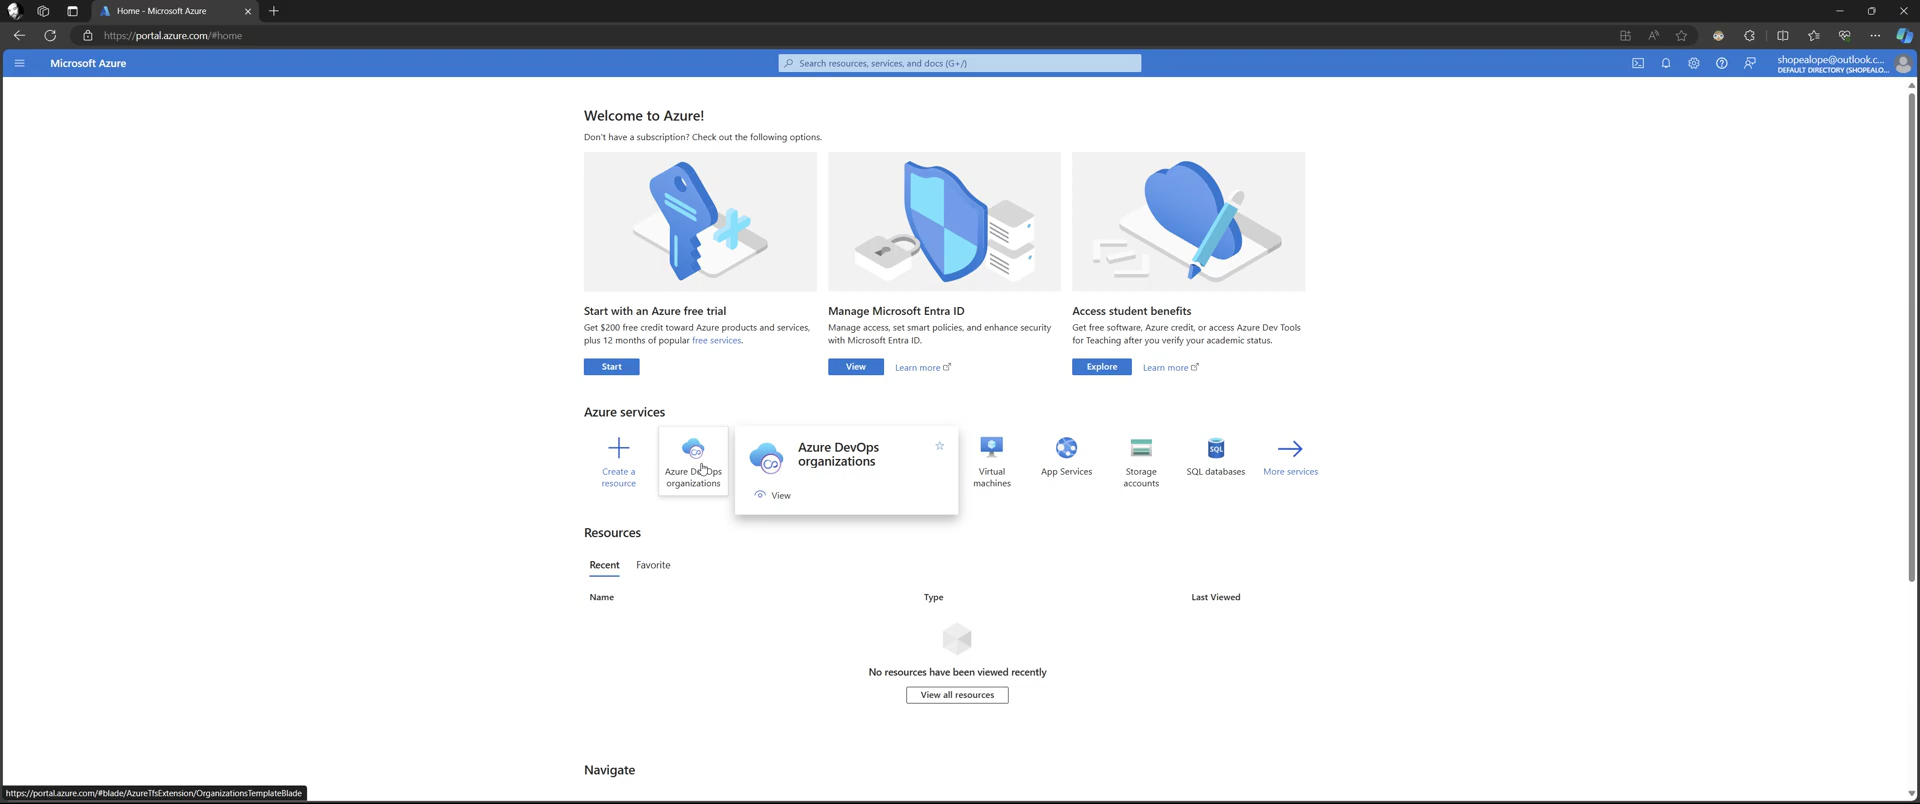 Home - Microsoft Azure
https://portal.azure.com/#home
Microsoft Azure
Search resources, services, and docs (G+/)
shopealope@outlook.c...
DEFAULT DIRECTORY (SHOPEALO...
Welcome to Azure!
Don't have a subscription? Check out the following options.
Start with an Azure free trial
Get $200 free credit toward Azure products and services,
plus 12 months of popular free services.
Start
Manage Microsoft Entra ID
Manage access, set smart policies, and enhance security
with Microsoft Entra ID.
View
Learn more
Access student benefits
Get free software, Azure credit, or access Azure Dev Tools
for Teaching after you verify your academic status.
Explore
Learn more
Azure services
Create a
resource
Azure DevOps
organizations
Azure DevOps
organizations
View
Virtual
machines
App Services
Storage
accounts
SQL
SQL databases
More services
Resources
Recent
Favorite
Name
Type
Last Viewed
No resources have been viewed recently
View all resources
Navigate
https://portal.azure.com/#blade/AzureTfsExtension/OrganizationsTemplateBlade